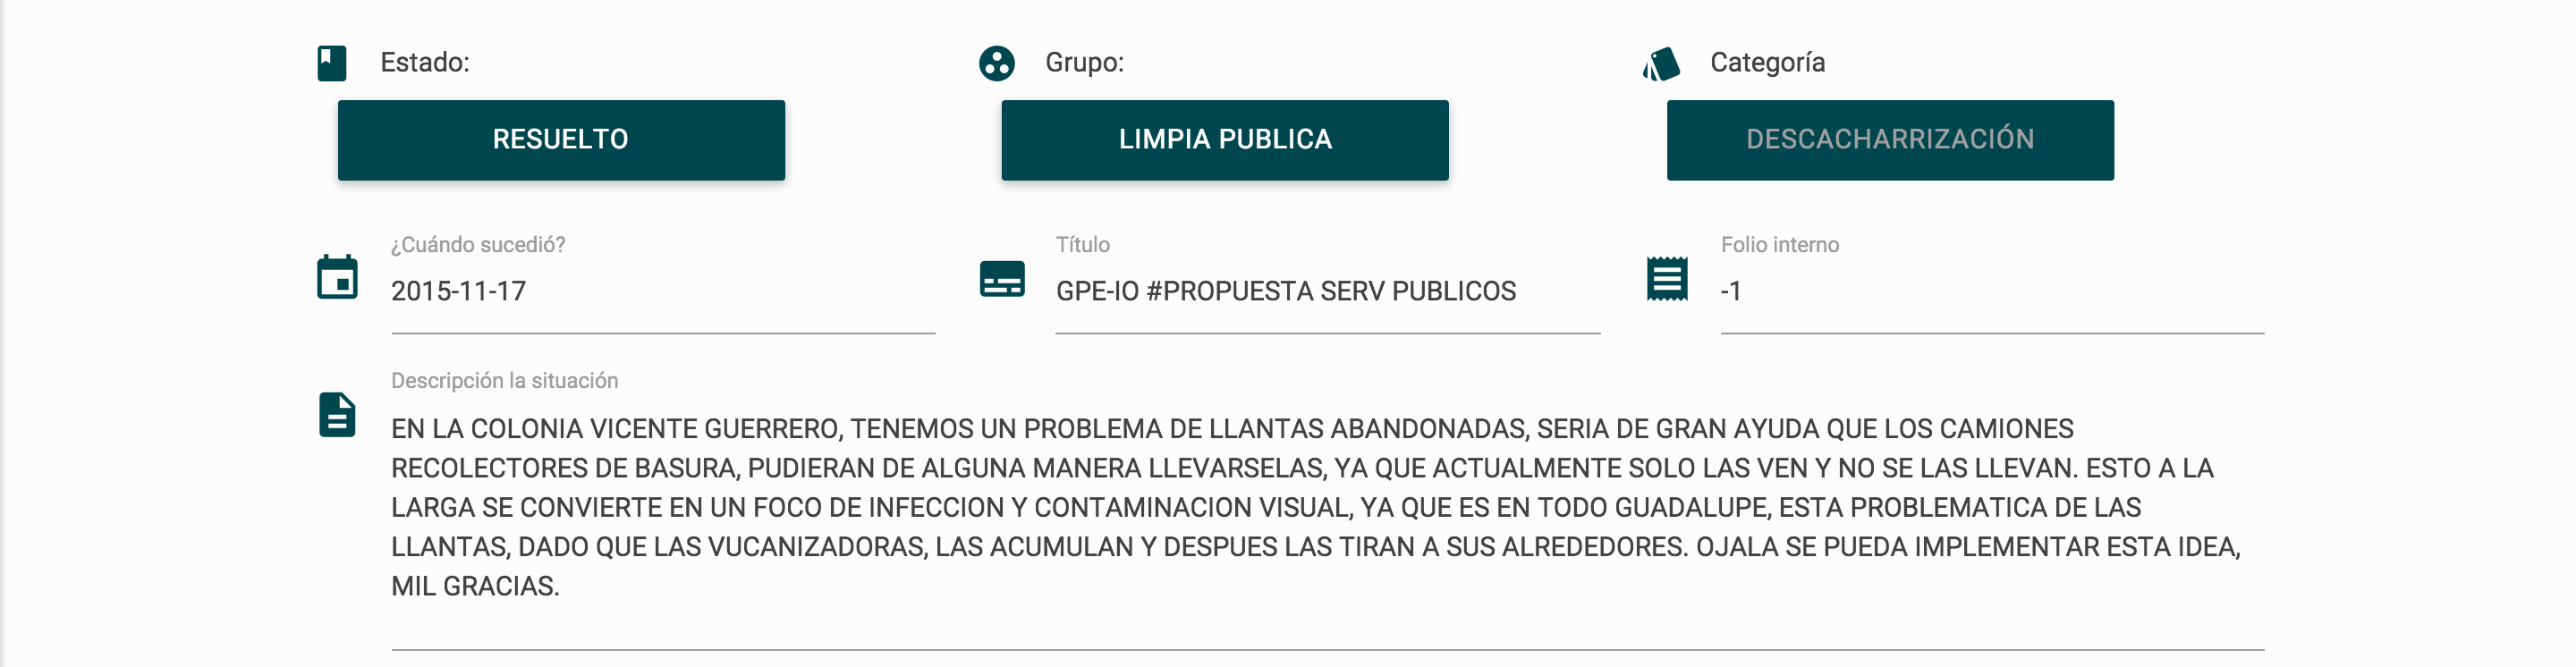 Estado:
Grupo:
Categoría
RESUELTO
LIMPIA PUBLICA
DESCACHARRIZACIÓN
¿Cuándo sucedió?
Título
Folio interno
2015-11-17
GPE-IO #PROPUESTA SERV PUBLICOS
-1
Descripción la situación
EN LA COLONIA VICENTE GUERRERO, TENEMOS UN PROBLEMA DE LLANTAS ABANDONADAS, SERIA DE GRAN AYUDA QUE LOS CAMIONES
RECOLECTORES DE BASURA, PUDIERAN DE ALGUNA MANERA LLEVARSELAS, YA QUE ACTUALMENTE SOLO LAS VEN Y NO SE LAS LLEVAN. ESTO A LA
LARGA SE CONVIERTE EN UN FOCO DE INFECCION Y CONTAMINACION VISUAL, YA QUE ES EN TODO GUADALUPE, ESTA PROBLEMATICA DE LAS
LLANTAS, DADO QUE LAS VUCANIZADORAS, LAS ACUMULAN Y DESPUES LAS TIRAN A SUS ALREDEDORES. OJALA SE PUEDA IMPLEMENTAR ESTA IDEA,
MIL GRACIAS.